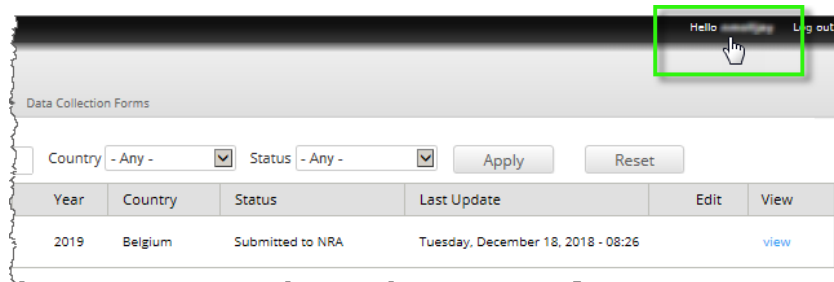 Hello Log out
Data Collection Forms
Country - Any - Status - Any - Apply Reset
Year Country Status Last Update Edit View
2019 Belgium Submitted to NRA Tuesday, December 18, 2018 - 08:26 view